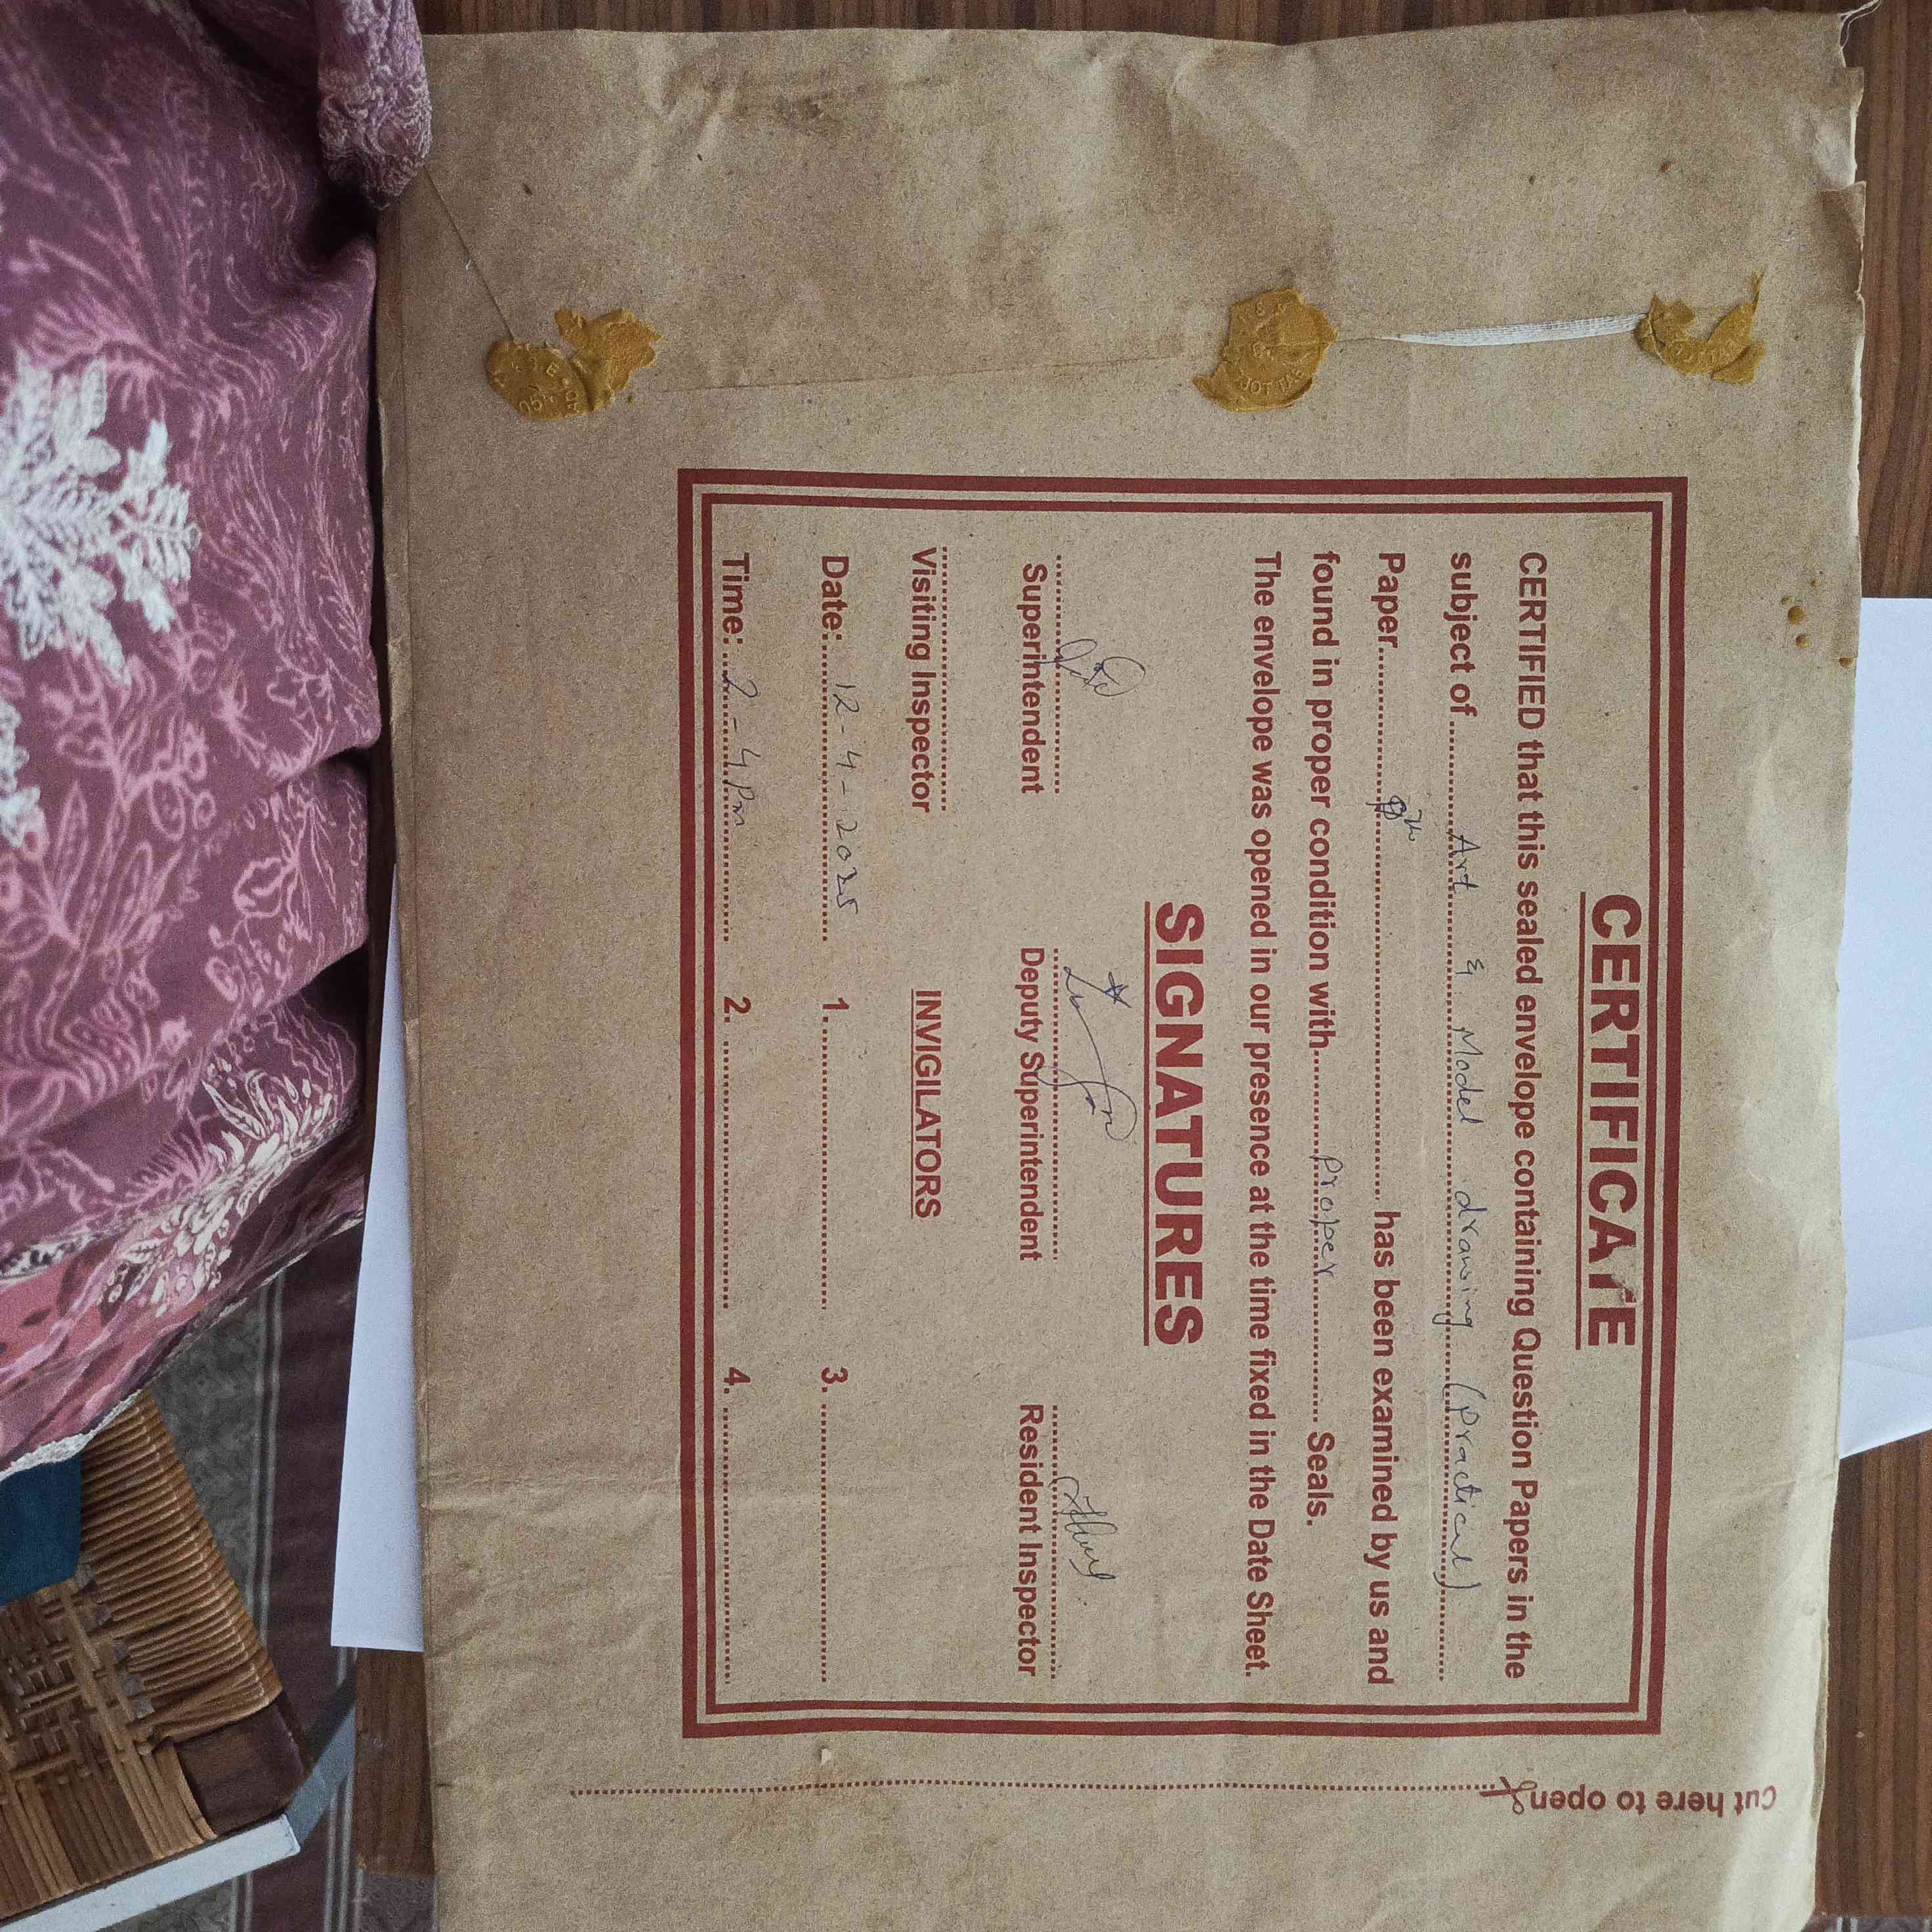 CERTIFICATE
CERTIFIED that this sealed envelope containing Question Papers in the
subject of Art & Model drawing (Practical)
Paper has been examined by us and
found in proper condition with Proper Seals.
The envelope was opened in our presence at the time fixed in the Date Sheet.
SIGNATURES
Superintendent Deputy Superintendent Resident Inspector
Visiting Inspector INVIGILATORS
Date: 12-4-2025 1. 3.
Time: 2-4 Pm 2. 4.
Cut here to open